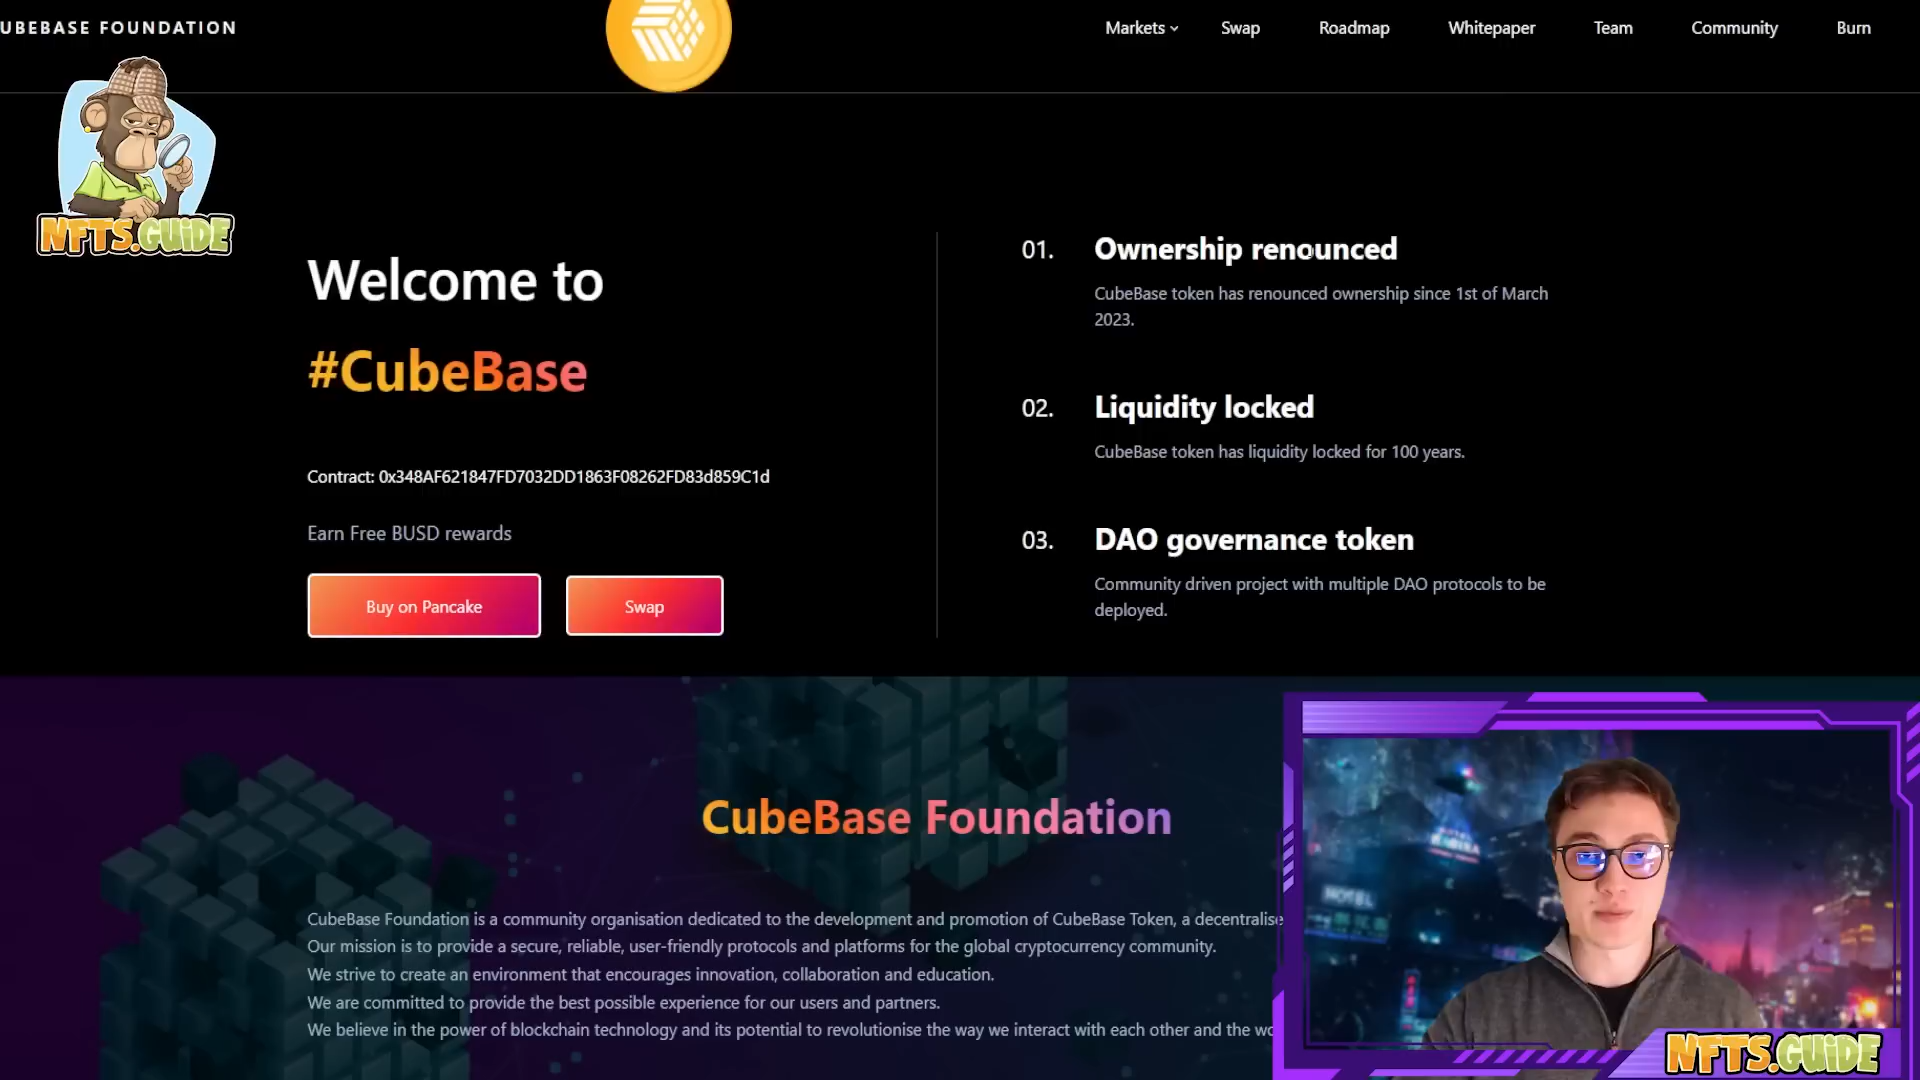 UBEBASE FOUNDATION
Markets
Swap
Roadmap
Whitepaper
Team
Community
Burn
NFTS.GUIDE
Welcome to
#CubeBase
Contract: 0x348AF621847FD7032DD1863F08262FD83d859C1d
Earn Free BUSD rewards
Buy on Pancake
Swap
01.
Ownership renounced
CubeBase token has renounced ownership since 1st of March
2023.
02.
Liquidity locked
CubeBase token has liquidity locked for 100 years.
03.
DAO governance token
Community driven project with multiple DAO protocols to be
deployed.
CubeBase Foundation
CubeBase Foundation is a community organisation dedicated to the development and promotion of CubeBase Token, a decentralise
Our mission is to provide a secure, reliable, user-friendly protocols and platforms for the global cryptocurrency community.
We strive to create an environment that encourages innovation, collaboration and education.
We are committed to provide the best possible experience for our users and partners.
We believe in the power of blockchain technology and its potential to revolutionise the way we interact with each other and the wo
HOTEL
NFTS.GUIDE